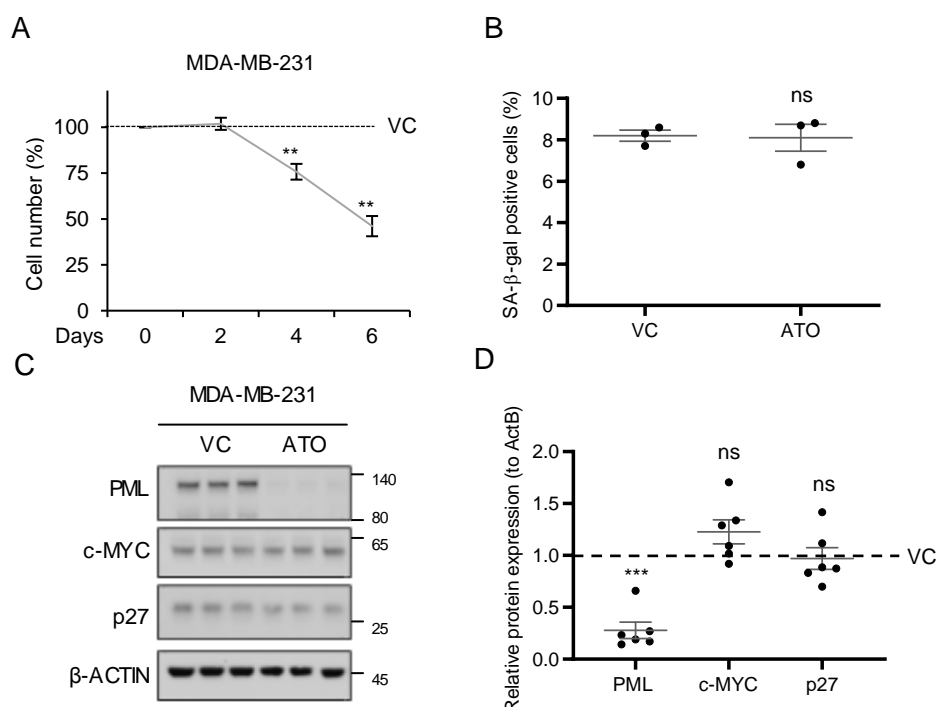 A
MDA-MB-231
Cell number (%)
100
75
50
25
0
VC
**
**
Days 0 2 4 6
B
SA-β-gal positive cells (%)
10
8
6
4
2
0
ns
VC ATO
C
MDA-MB-231
VC ATO
PML
140
80
c-MYC
65
p27
25
β-ACTIN
45
D
Relative protein expression (to ActB)
2.0
1.5
1.0
0.5
0.0
***
ns
ns
VC
PML c-MYC p27